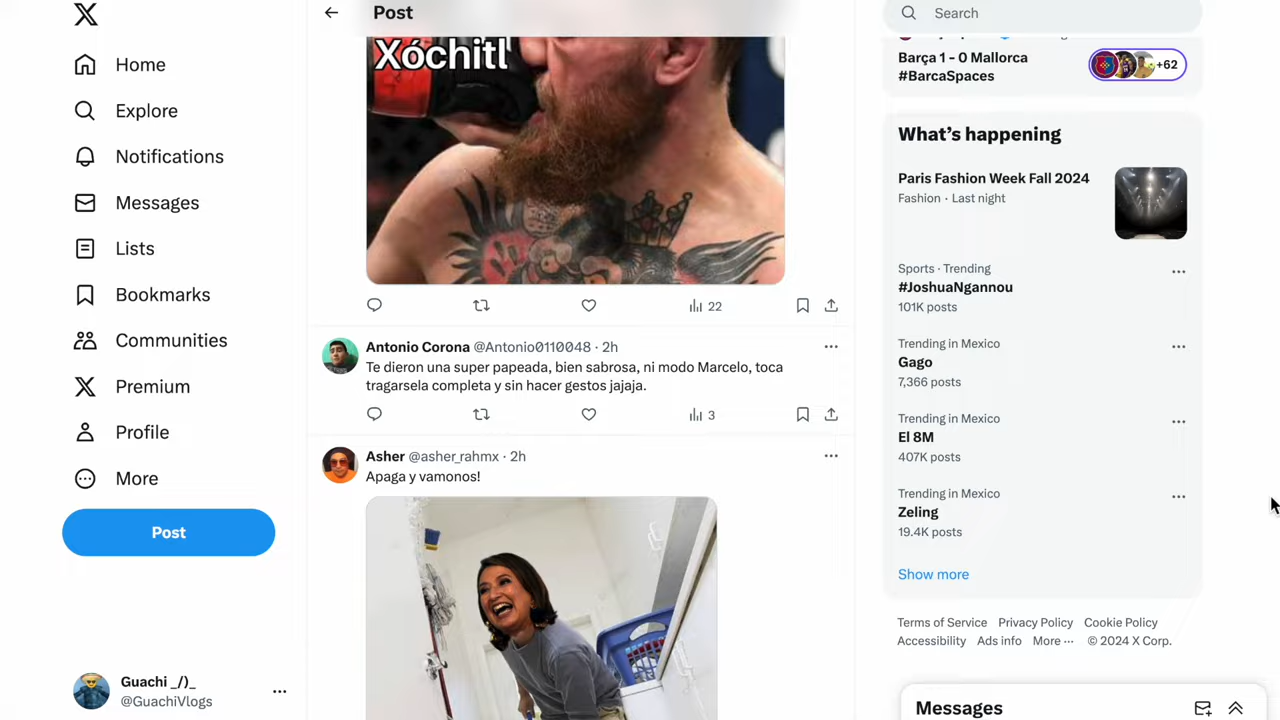 Post
Search
Xóchitl
Barça 1 - 0 Mallorca
#BarcaSpaces
+62
Home
Explore
Notifications
Messages
Lists
Bookmarks
Communities
Premium
Profile
More
Post
Guachi _/)_
@GuachiVlogs
22
Antonio Corona @Antonio0110048 · 2h
Te dieron una super papeada, bien sabrosa, ni modo Marcelo, toca
tragarsela completa y sin hacer gestos jajaja.
3
Asher @asher_rahmx · 2h
Apaga y vamonos!
What's happening
Paris Fashion Week Fall 2024
Fashion · Last night
Sports · Trending
#JoshuaNgannou
101K posts
Trending in Mexico
Gago
7,366 posts
Trending in Mexico
El 8M
407K posts
Trending in Mexico
Zeling
19.4K posts
Show more
Terms of Service Privacy Policy Cookie Policy
Accessibility Ads info More ··· © 2024 X Corp.
Messages